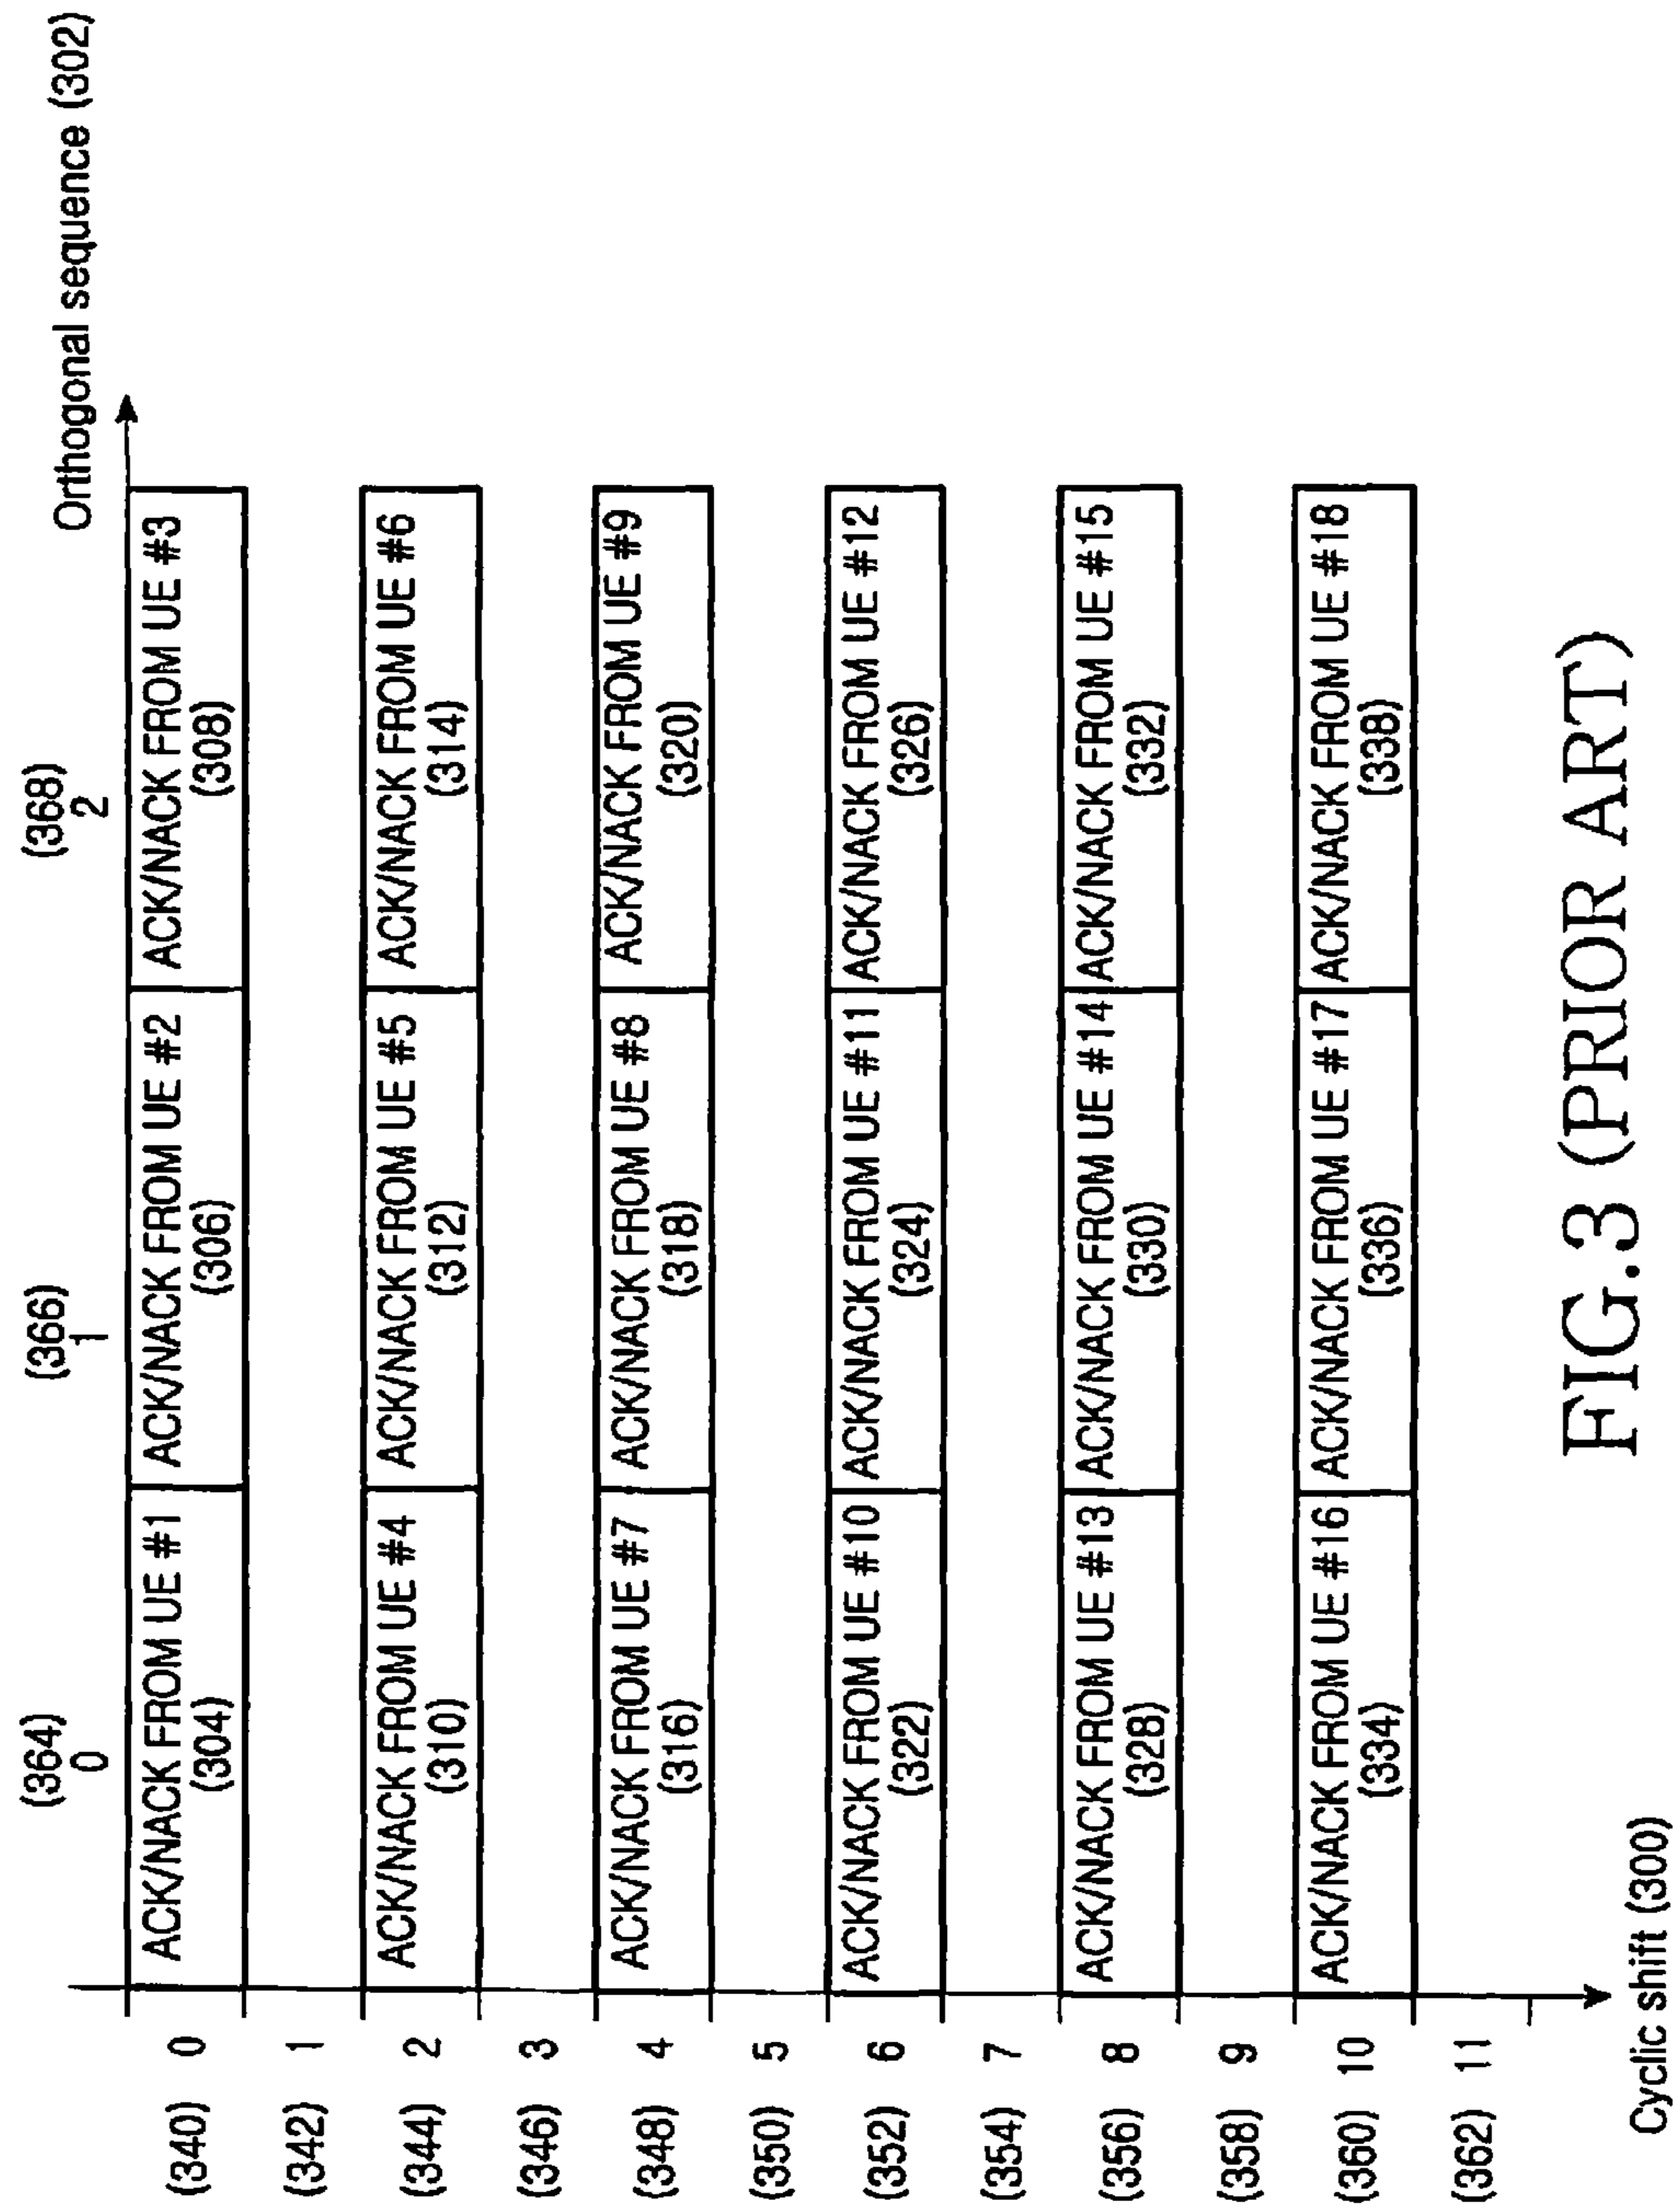 Orthogonal sequence (302)
(364)
0
(366)
1
(368)
2
(340) 0
ACK/NACK FROM UE #1
(304)
ACK/NACK FROM UE #2
(306)
ACK/NACK FROM UE #3
(308)
(342) 1
(344) 2
ACK/NACK FROM UE #4
(310)
ACK/NACK FROM UE #5
(312)
ACK/NACK FROM UE #6
(314)
(346) 3
(348) 4
ACK/NACK FROM UE #7
(316)
ACK/NACK FROM UE #8
(318)
ACK/NACK FROM UE #9
(320)
(350) 5
(352) 6
ACK/NACK FROM UE #10
(322)
ACK/NACK FROM UE #11
(324)
ACK/NACK FROM UE #12
(326)
(354) 7
(356) 8
ACK/NACK FROM UE #13
(328)
ACK/NACK FROM UE #14
(330)
ACK/NACK FROM UE #15
(332)
(358) 9
(360) 10
ACK/NACK FROM UE #16
(334)
ACK/NACK FROM UE #17
(336)
ACK/NACK FROM UE #18
(338)
(362) 11
Cyclic shift (300)
FIG.3 (PRIOR ART)